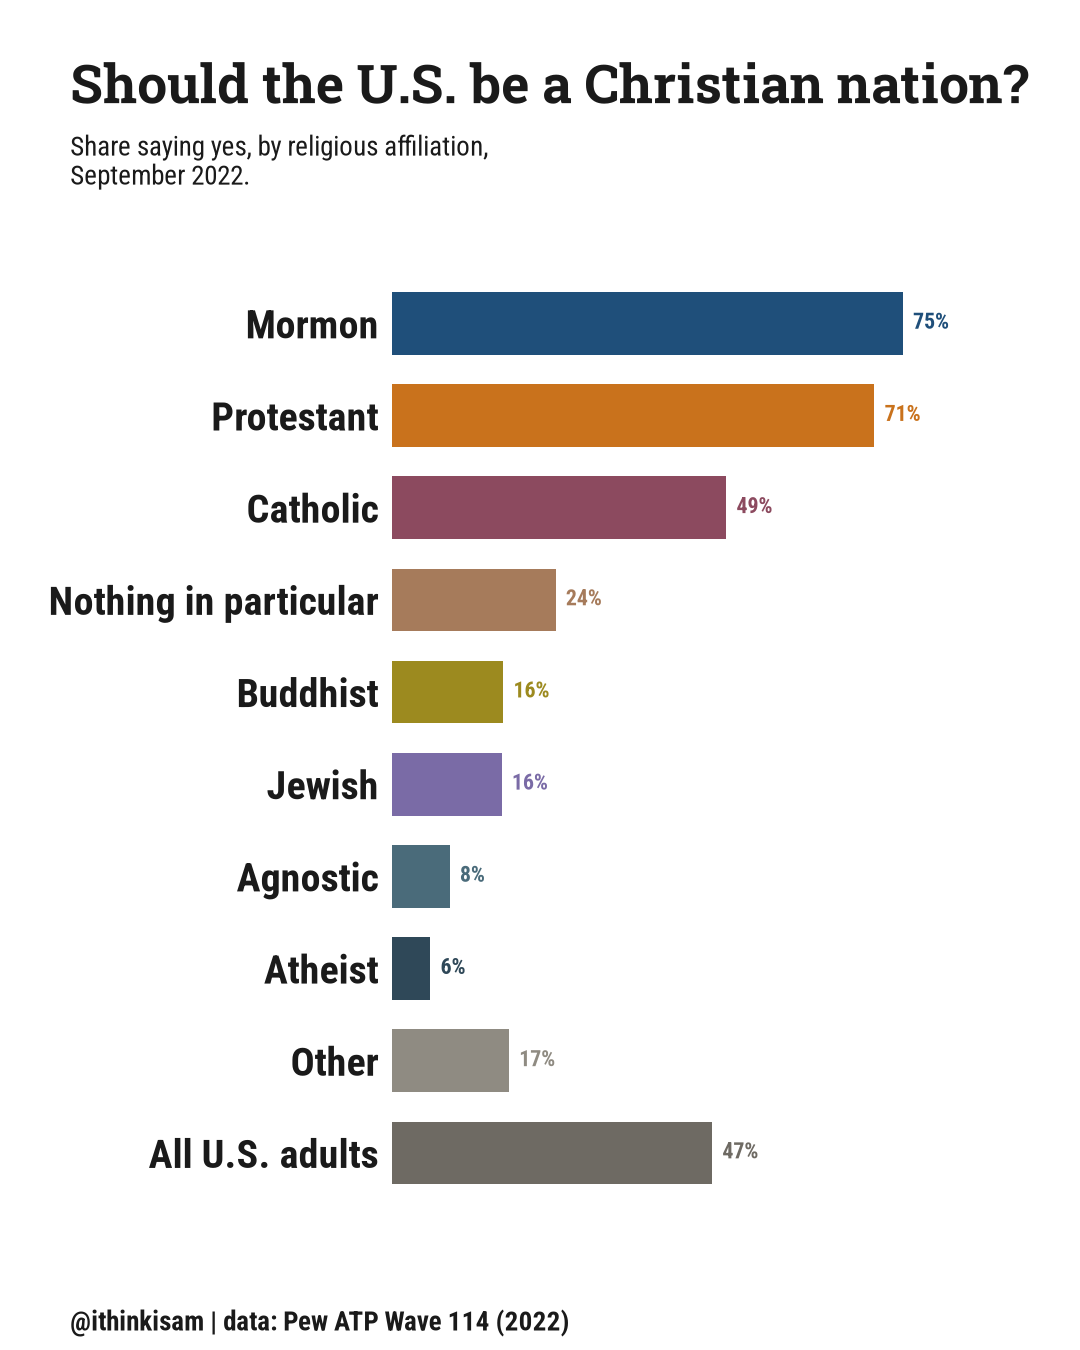 Should the U.S. be a Christian nation?
Share saying yes, by religious affiliation,
September 2022.
Mormon 75%
Protestant 71%
Catholic 49%
Nothing in particular 24%
Buddhist 16%
Jewish 16%
Agnostic 8%
Atheist 6%
Other 17%
All U.S. adults 47%
@ithinkisam | data: Pew ATP Wave 114 (2022)